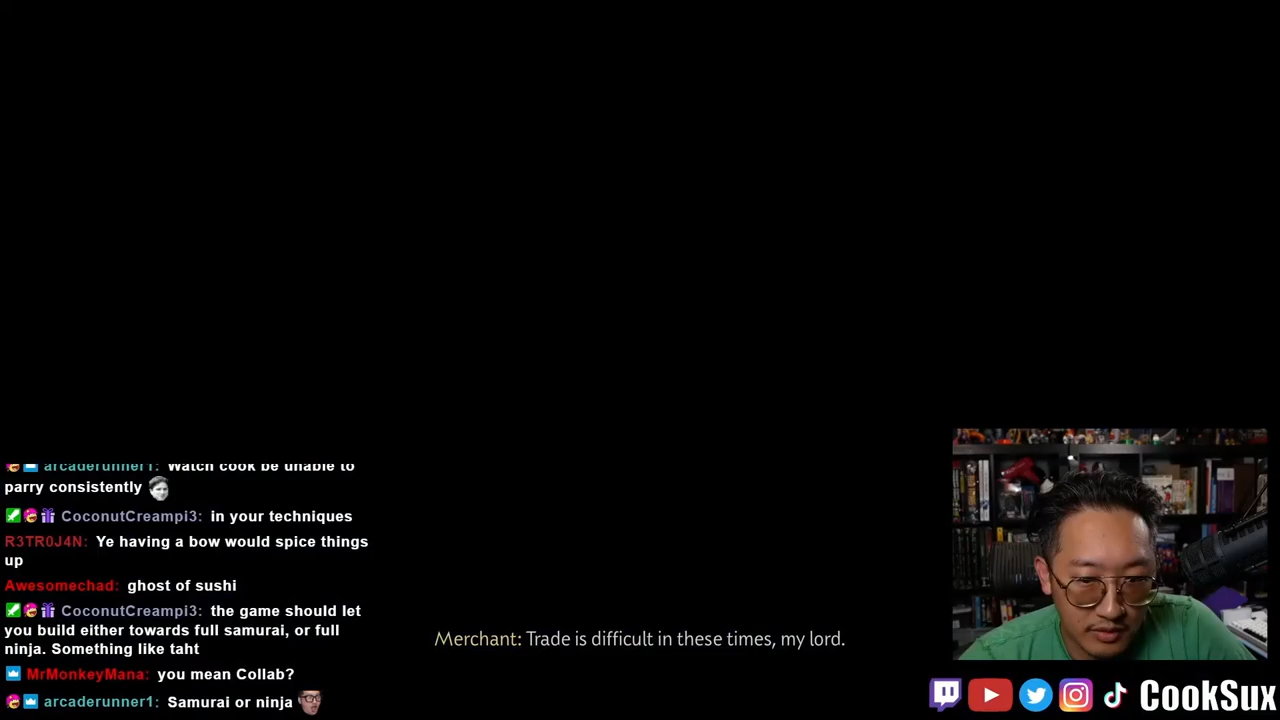 arcaderunner1: Watch cook be unable to
parry consistently
CoconutCreampi3: in your techniques
R3TR0J4N: Ye having a bow would spice things
up
Awesomechad: ghost of sushi
CoconutCreampi3: the game should let
you build either towards full samurai, or full
ninja. Something like taht
MrMonkeyMana: you mean Collab?
arcaderunner1: Samurai or ninja
Merchant: Trade is difficult in these times, my lord.
CookSux